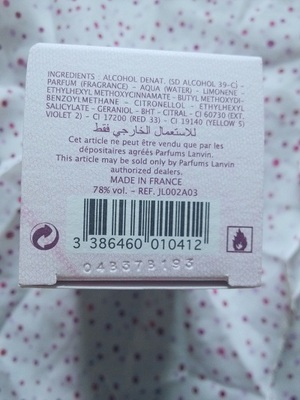 INGREDIENTS : ALCOHOL DENAT. (SD ALCOHOL 39-C) -
PARFUM (FRAGRANCE) - AQUA (WATER) - LIMONENE -
ETHYLHEXYL METHOXYCINNAMATE - BUTYL METHOXYDI-
BENZOYLMETHANE - CITRONELLOL - ETHYLHEXYL
SALICYLATE - GERANIOL - BHT - CITRAL - CI 60730 (EXT.
VIOLET 2) - CI 17200 (RED 33) - CI 19140 (YELLOW 5)
للاستعمال الخارجي فقط
Cet article ne peut être vendu que par les
dépositaires agréés Parfums Lanvin.
This article may be sold only by Parfums Lanvin
authorized dealers.
MADE IN FRANCE
78% vol. - REF. JL002A03
3 386460 010412
04B37B193